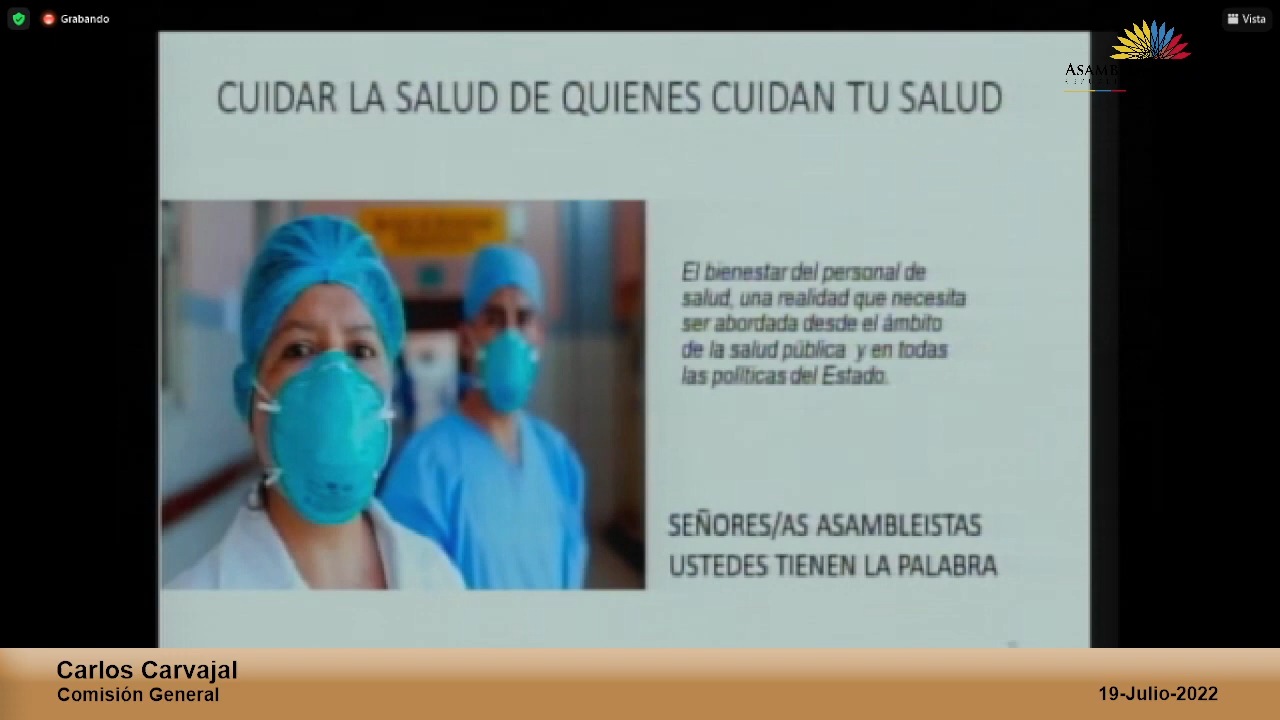 Grabando
Vista
ASAMB
CUIDAR LA SALUD DE QUIENES CUIDAN TU SALUD
El bienestar del personal de
salud, una realidad que necesita
ser abordada desde el ámbito
de la salud pública y en todas
las políticas del Estado.
SEÑORES/AS ASAMBLEISTAS
USTEDES TIENEN LA PALABRA
Carlos Carvajal
Comisión General
19-Julio-2022